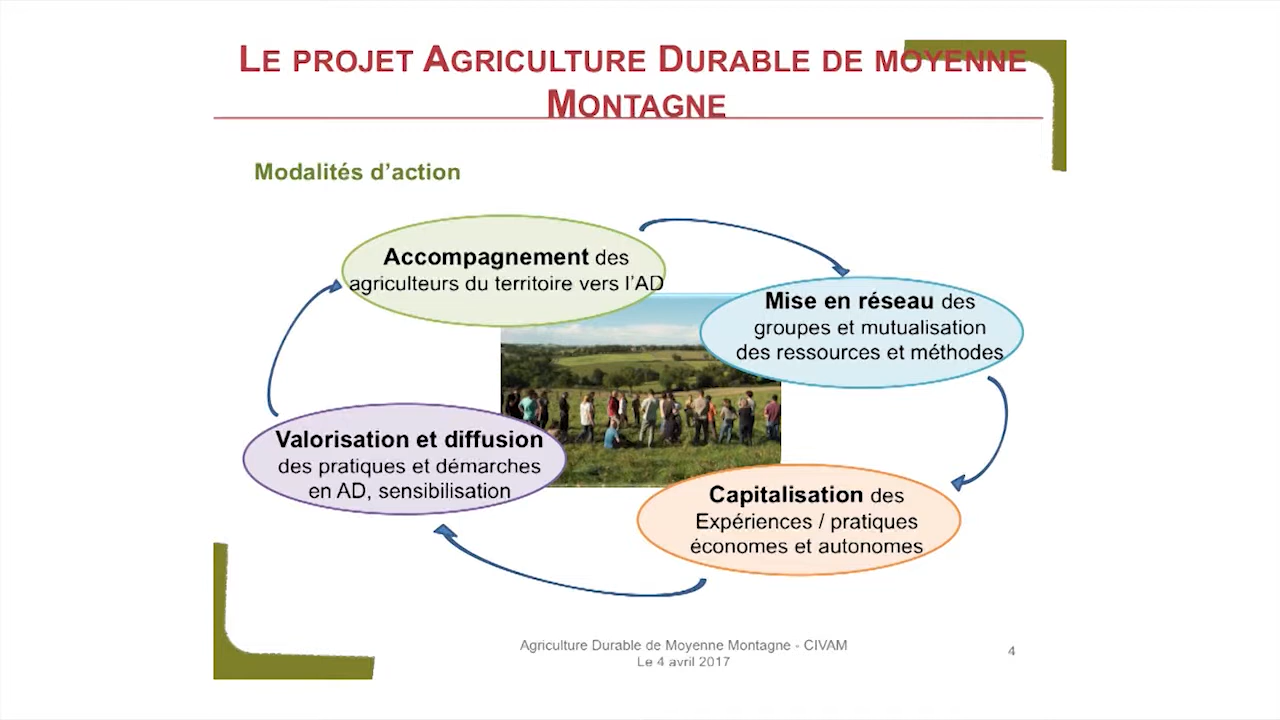 LE PROJET AGRICULTURE DURABLE DE MOYENNE
MONTAGNE
Modalités d’action
Accompagnement des
agriculteurs du territoire vers l’AD
Mise en réseau des
groupes et mutualisation
des ressources et méthodes
Capitalisation des
Expériences / pratiques
économes et autonomes
Valorisation et diffusion
des pratiques et démarches
en AD, sensibilisation
Agriculture Durable de Moyenne Montagne - CIVAM
Le 4 avril 2017
4